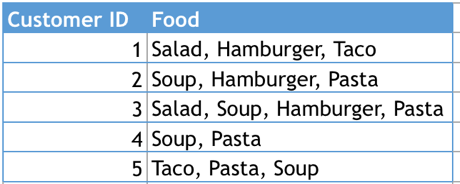 Customer ID Food
1 Salad, Hamburger, Taco
2 Soup, Hamburger, Pasta
3 Salad, Soup, Hamburger, Pasta
4 Soup, Pasta
5 Taco, Pasta, Soup